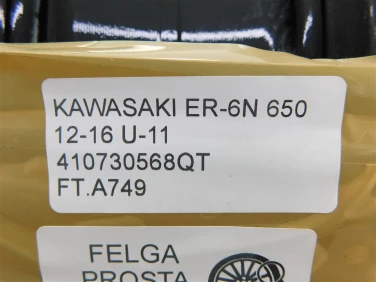 KAWASAKI ER-6N 650
12-16 U-11
410730568QT
FT.A749
FELGA
PROSTA